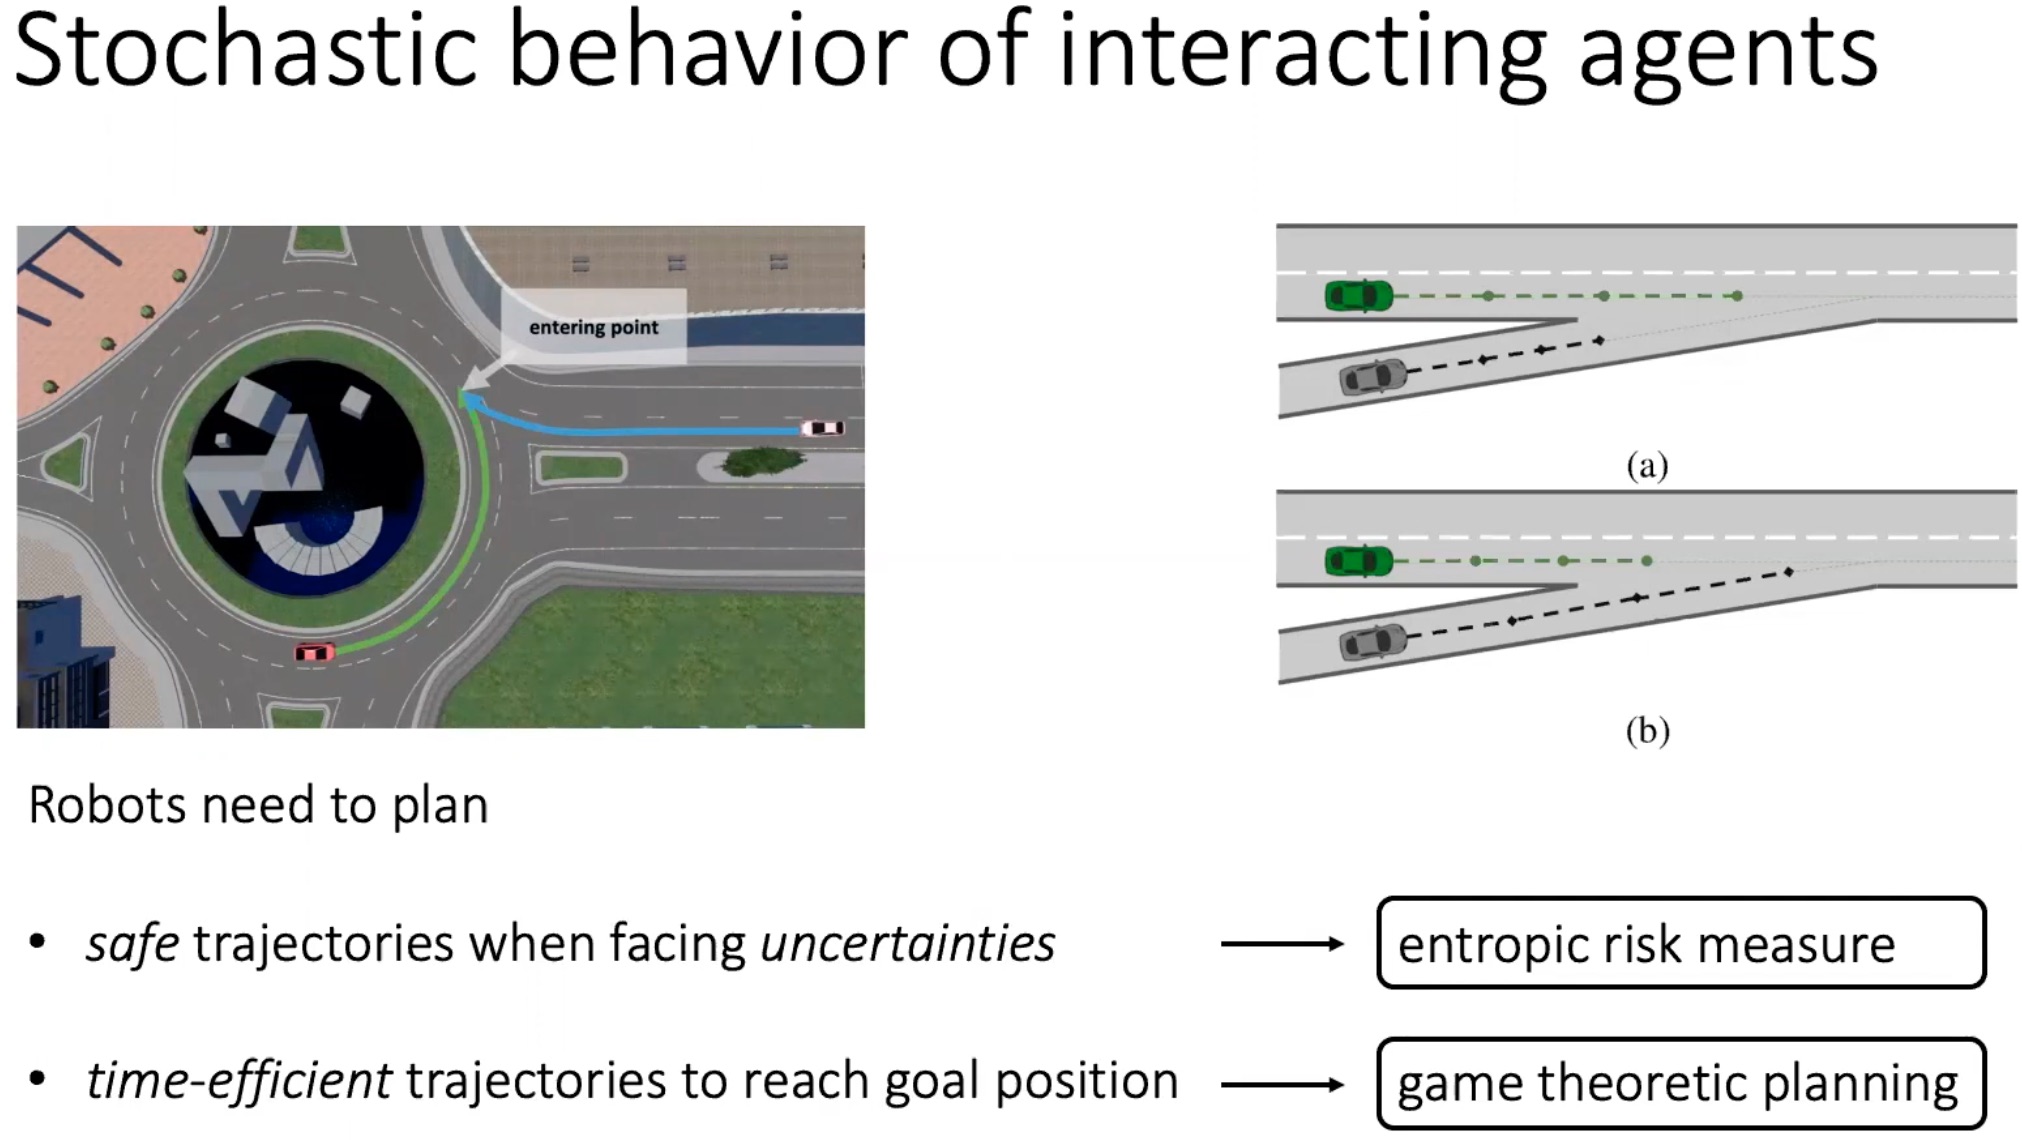 Stochastic behavior of interacting agents
entering point
(a)
(b)
Robots need to plan
• safe trajectories when facing uncertainties
entropic risk measure
• time-efficient trajectories to reach goal position
game theoretic planning